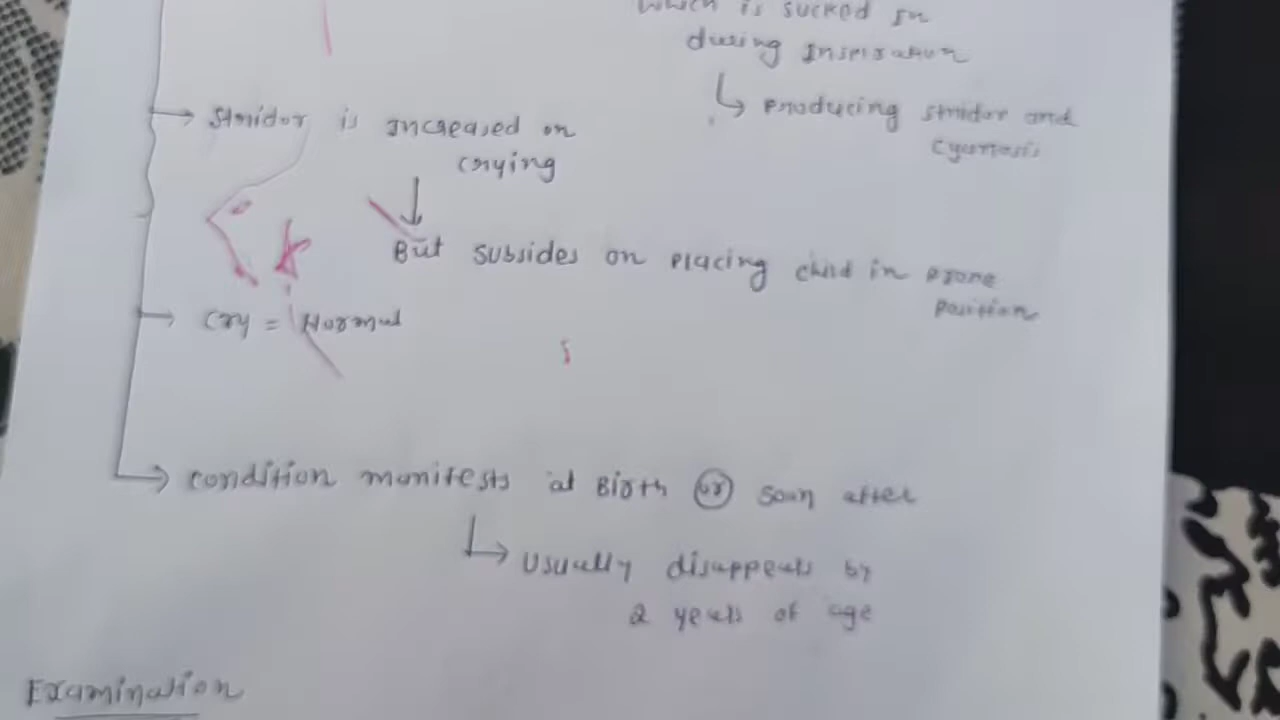 which is sucked in
during Inspiration
↳ Producing stridor and
cyanosis
→ Stridor is increased on
crying
↓
But subsides on placing child in prone
position
→ Cry = Normal
→ condition manifests at Birth or soon after
↳ usually disappears by
2 years of age
Examination